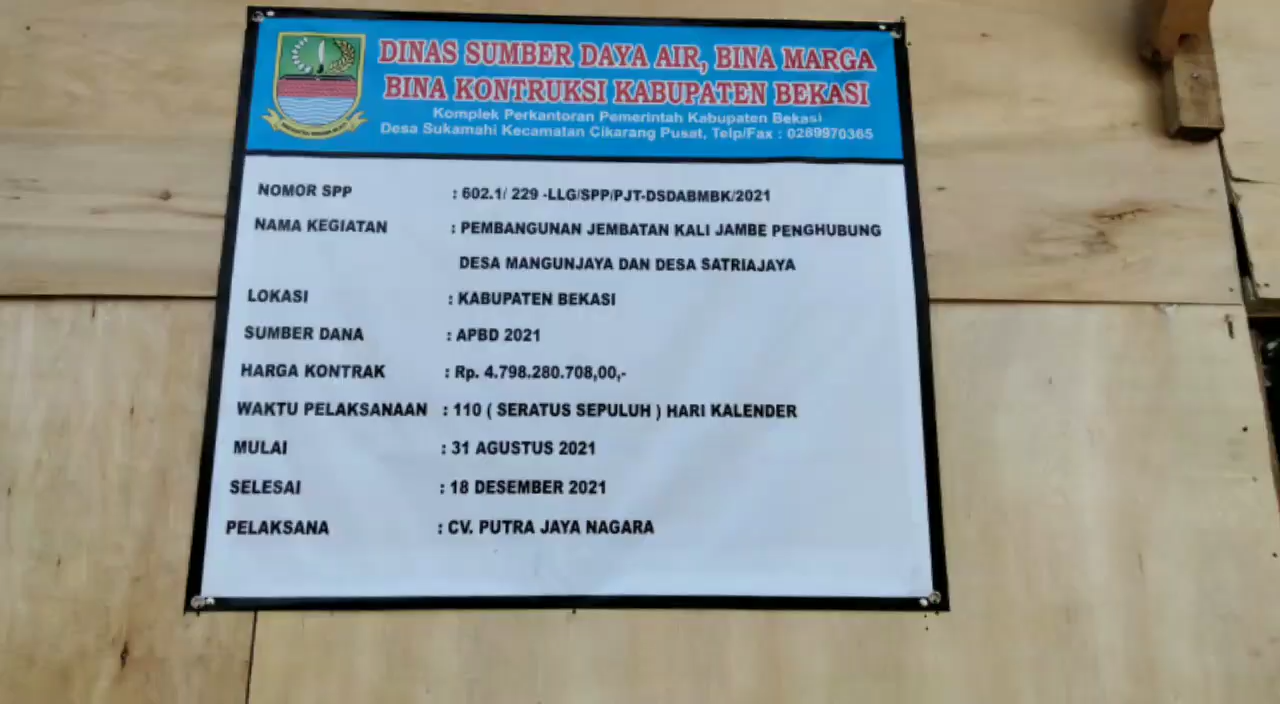 DINAS SUMBER DAYA AIR, BINA MARGA
BINA KONTRUKSI KABUPATEN BEKASI
Komplek Perkantoran Pemerintah Kabupaten Bekasi
Desa Sukamahi Kecamatan Cikarang Pusat, Telp/Fax : 0289970365
NOMOR SPP : 602.1/ 229 -LLG/SPP/PJT-DSDABMBK/2021
NAMA KEGIATAN : PEMBANGUNAN JEMBATAN KALI JAMBE PENGHUBUNG
DESA MANGUNJAYA DAN DESA SATRIAJAYA
LOKASI : KABUPATEN BEKASI
SUMBER DANA : APBD 2021
HARGA KONTRAK : Rp. 4.798.280.708,00,-
WAKTU PELAKSANAAN : 110 ( SERATUS SEPULUH ) HARI KALENDER
MULAI : 31 AGUSTUS 2021
SELESAI : 18 DESEMBER 2021
PELAKSANA : CV. PUTRA JAYA NAGARA